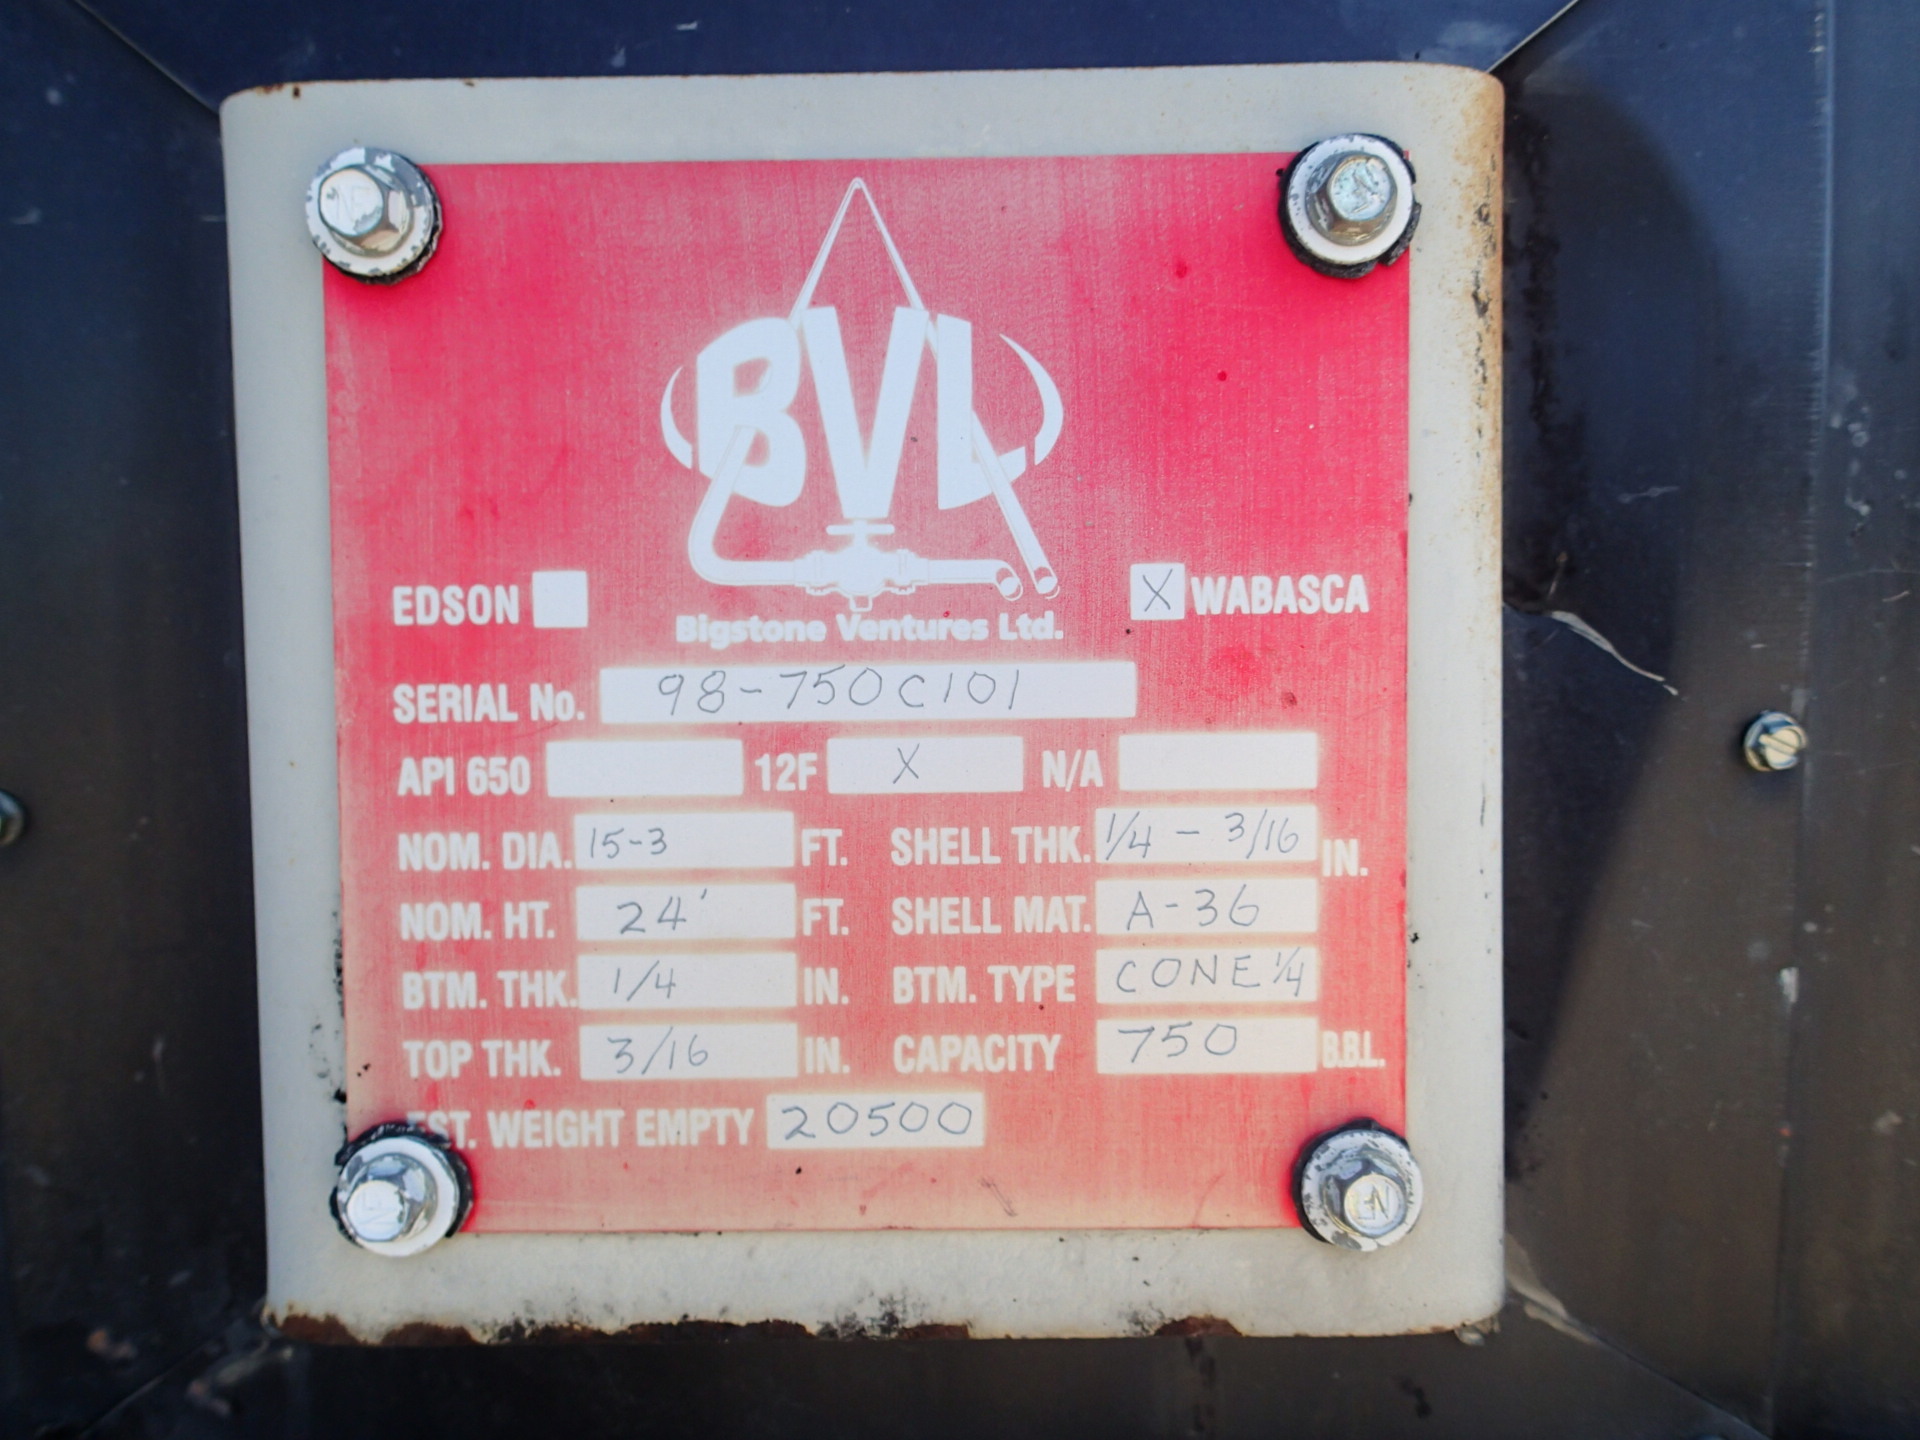 BVL
Bigstone Ventures Ltd.
EDSON X WABASCA
SERIAL No. 98-750C101
API 650 12F X N/A
NOM. DIA. 15-3 FT. SHELL THK. 1/4 - 3/16 IN.
NOM. HT. 24' FT. SHELL MAT. A-36
BTM. THK. 1/4 IN. BTM. TYPE CONE 1/4
TOP THK. 3/16 IN. CAPACITY 750 B.B.L.
EST. WEIGHT EMPTY 20500